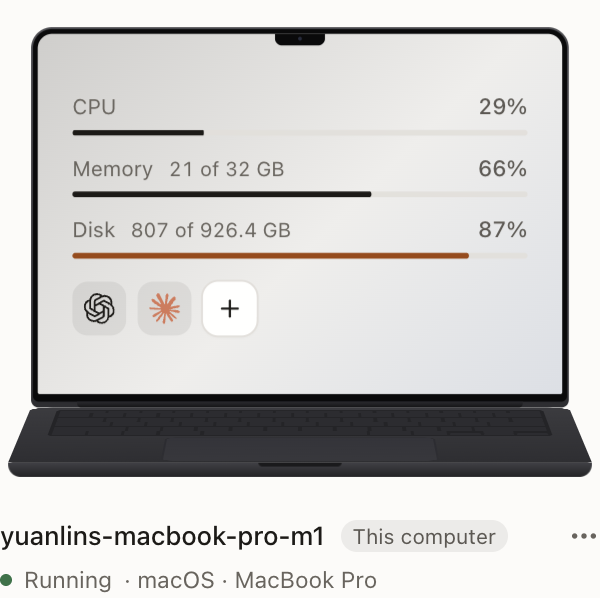 CPU 29%
Memory 21 of 32 GB 66%
Disk 807 of 926.4 GB 87%
yuanlins-macbook-pro-m1 This computer
Running · macOS · MacBook Pro